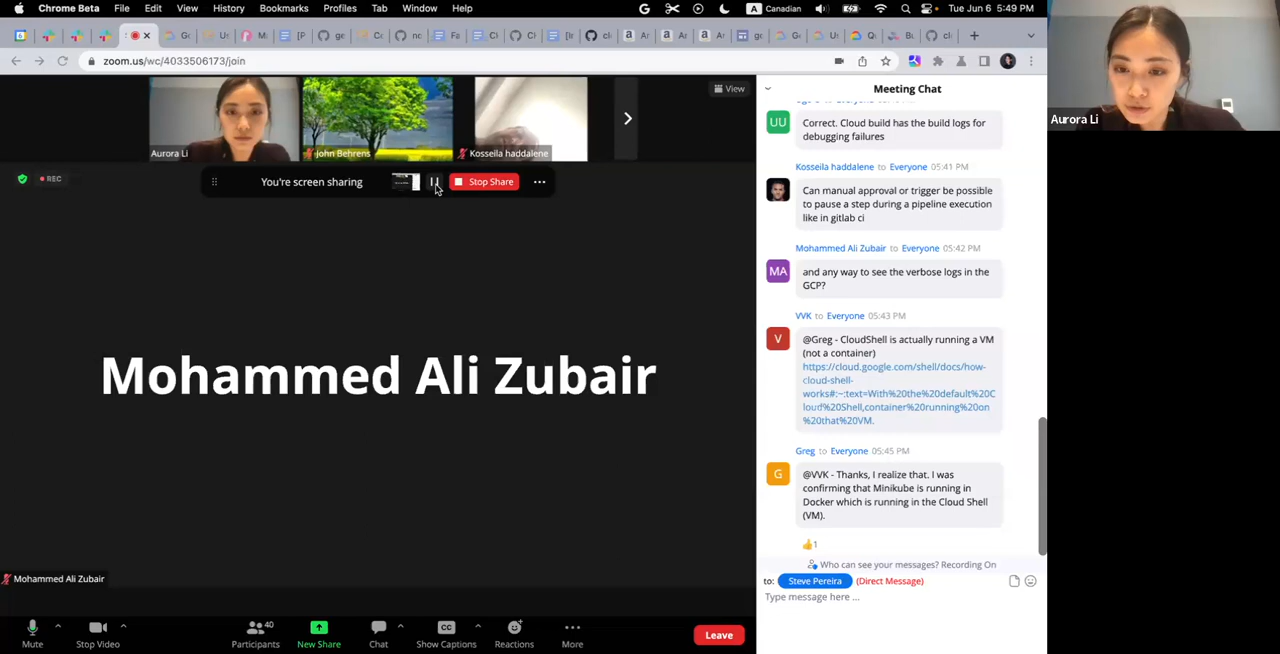 Chrome Beta File Edit View History Bookmarks Profiles Tab Window Help
A Canadian
Tue Jun 6 5:49 PM
zoom.us/wc/4033506173/join
Aurora Li
John Behrens
Kosseila haddalene
View
REC
You're screen sharing
Stop Share
Mohammed Ali Zubair
Mohammed Ali Zubair
Mute
Stop Video
40
Participants
New Share
Chat
CC
Show Captions
Reactions
More
Leave
Meeting Chat
UU
Correct. Cloud build has the build logs for
debugging failures
Kosseila haddalene to Everyone 05:41 PM
Can manual approval or trigger be possible
to pause a step during a pipeline execution
like in gitlab ci
Mohammed Ali Zubair to Everyone 05:42 PM
MA
and any way to see the verbose logs in the
GCP?
VVK to Everyone 05:43 PM
V
@Greg - CloudShell is actually running a VM
(not a container)
https://cloud.google.com/shell/docs/how-
cloud-shell-
works#:~:text=With%20the%20default%20C
loud%20Shell,container%20running%20on
%20that%20VM.
Greg to Everyone 05:45 PM
G
@VVK - Thanks, I realize that. I was
confirming that Minikube is running in
Docker which is running in the Cloud Shell
(VM).
1
Who can see your messages? Recording On
to: Steve Pereira (Direct Message)
Type message here ...
Aurora Li